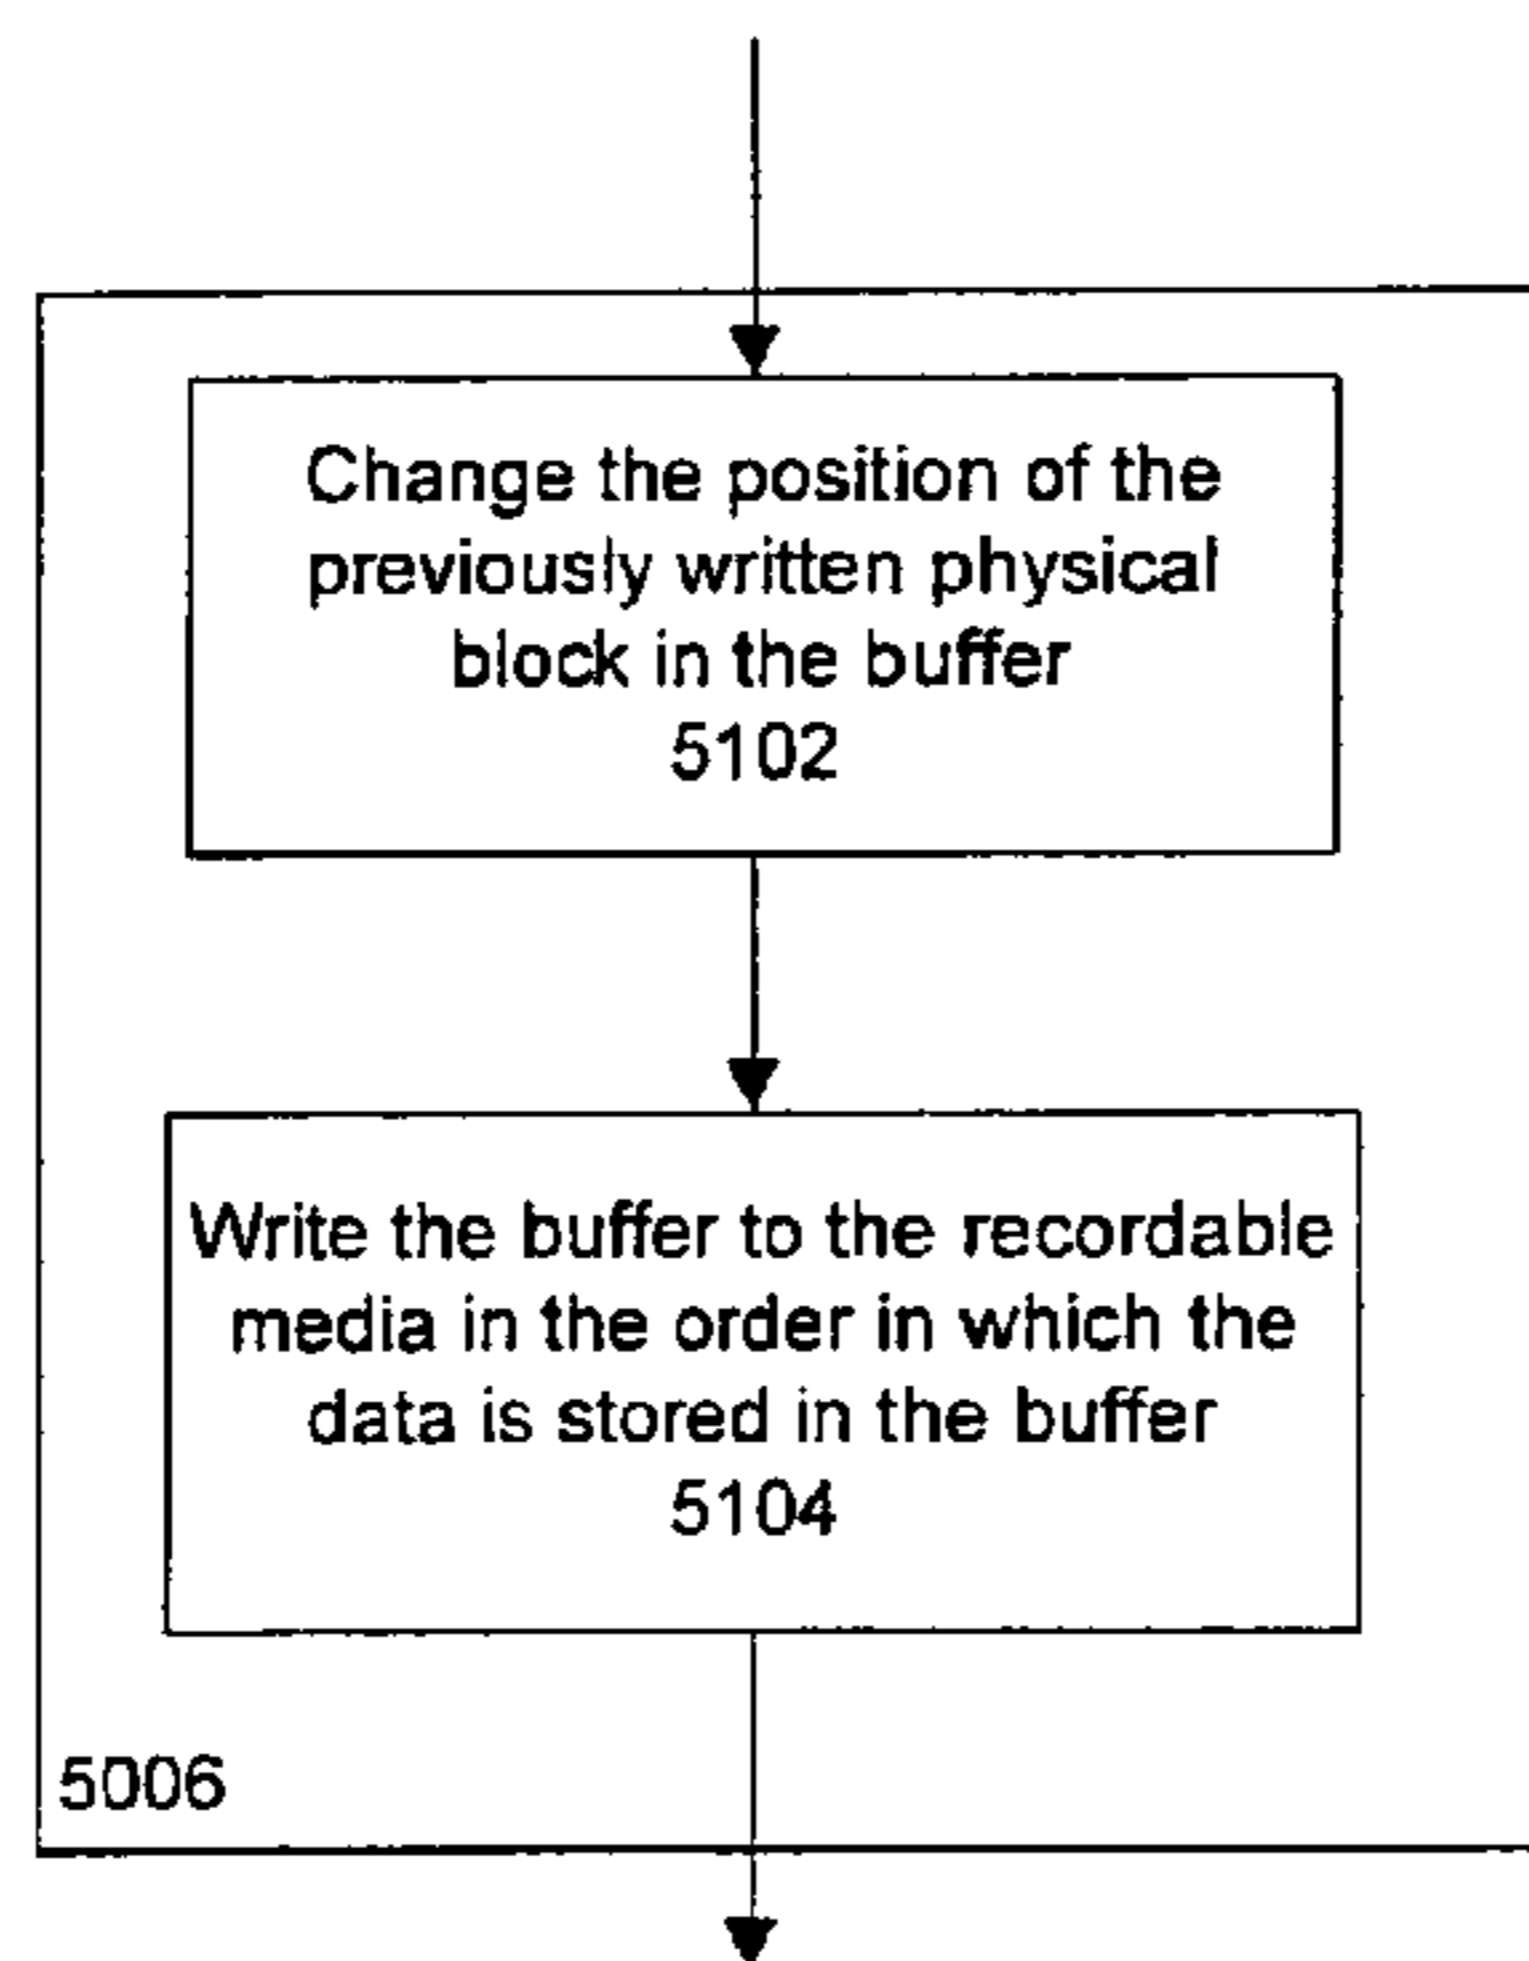 Change the position of the
previously written physical
block in the buffer
5102
Write the buffer to the recordable
media in the order in which the
data is stored in the buffer
5104
5006